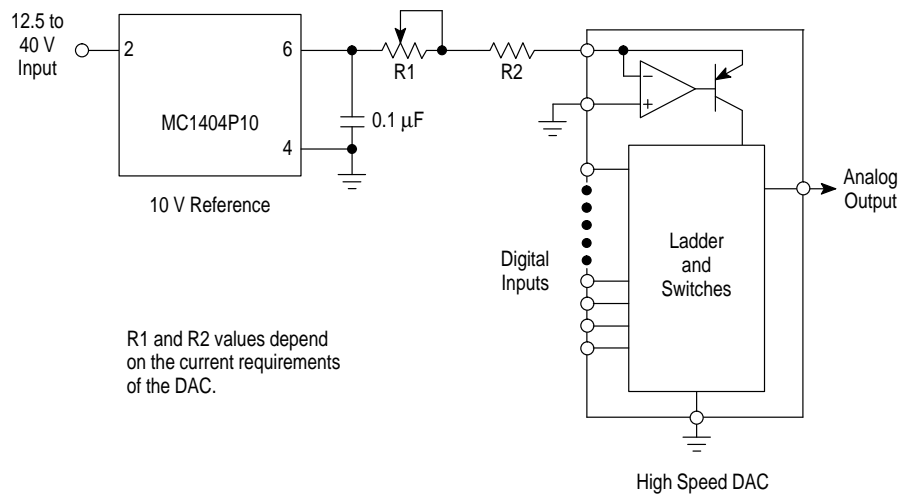 12.5 to
40 V
Input
2
6
4
MC1404P10
10 V Reference
R1
R2
0.1 μF
–
+
Digital
Inputs
Ladder
and
Switches
Analog
Output
R1 and R2 values depend
on the current requirements
of the DAC.
High Speed DAC